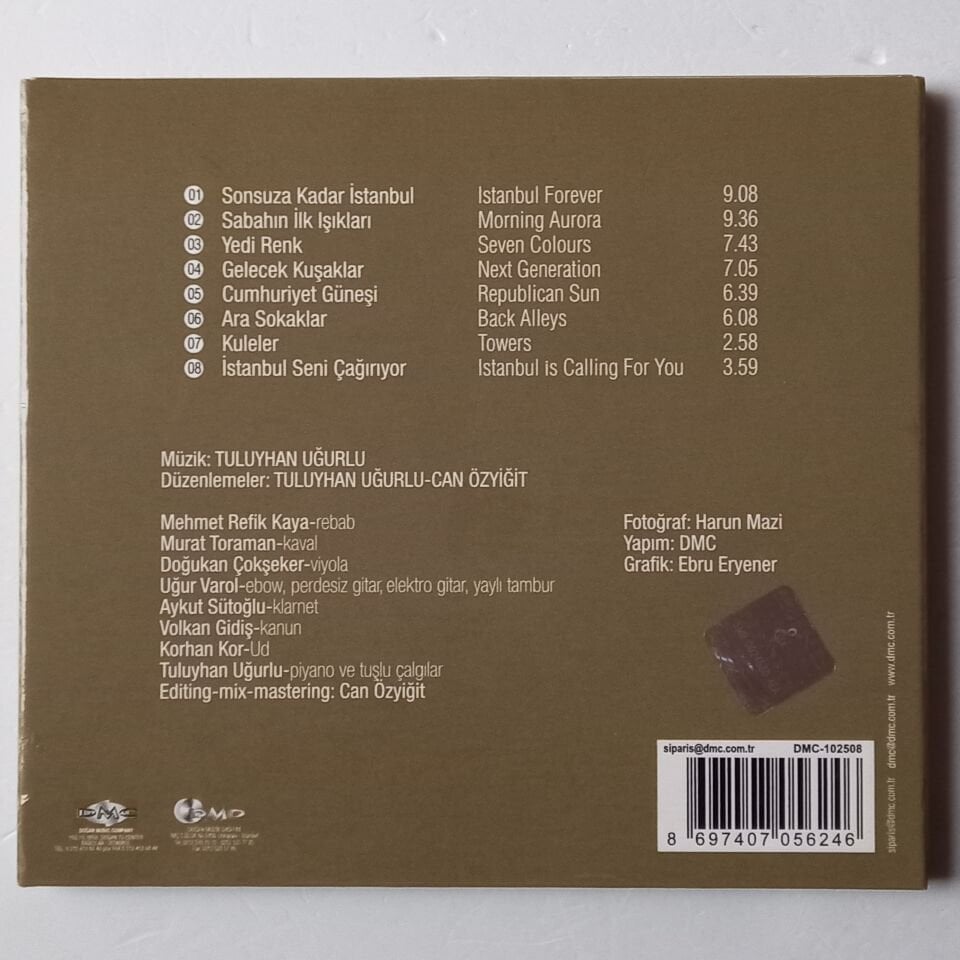 01 Sonsuza Kadar İstanbul Istanbul Forever 9.08
02 Sabahın İlk Işıkları Morning Aurora 9.36
03 Yedi Renk Seven Colours 7.43
04 Gelecek Kuşaklar Next Generation 7.05
05 Cumhuriyet Güneşi Republican Sun 6.39
06 Ara Sokaklar Back Alleys 6.08
07 Kuleler Towers 2.58
08 İstanbul Seni Çağırıyor Istanbul is Calling For You 3.59
Müzik: TULUYHAN UĞURLU
Düzenlemeler: TULUYHAN UĞURLU-CAN ÖZYİĞİT
Mehmet Refik Kaya-rebab
Murat Toraman-kaval
Doğukan Çokşeker-viyola
Uğur Varol-ebow, perdesiz gitar, elektro gitar, yaylı tambur
Aykut Sütoğlu-klarnet
Volkan Gidiş-kanun
Korhan Kor-Ud
Tuluyhan Uğurlu-piyano ve tuşlu çalgılar
Editing-mix-mastering: Can Özyiğit
Fotoğraf: Harun Mazi
Yapım: DMC
Grafik: Ebru Eryener
siparis@dmc.com.tr dmc@dmc.com.tr www.dmc.com.tr
siparis@dmc.com.tr DMC-102508
8 697407 056246
DMC
DOĞAN MUSIC COMPANY
DMD